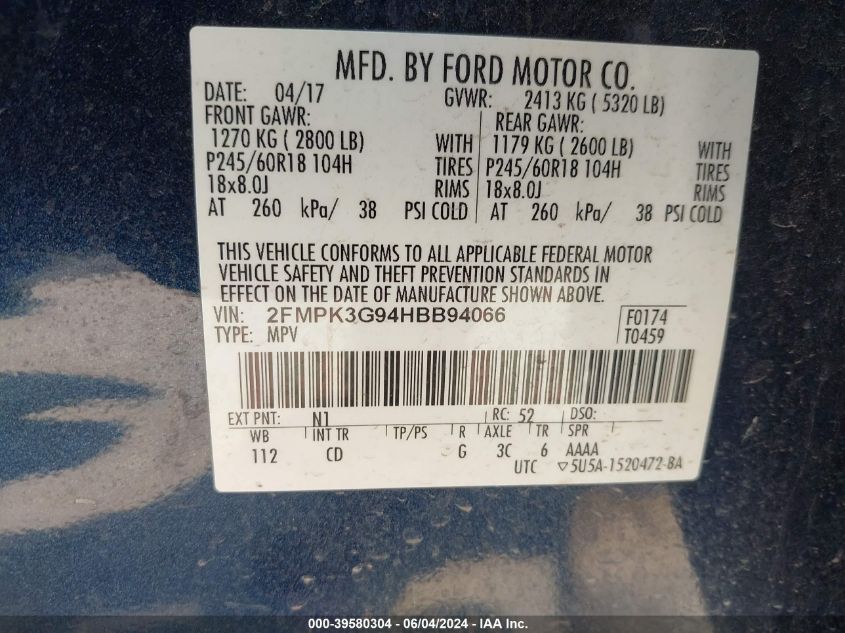 MFD. BY FORD MOTOR CO.
DATE: 04/17 GVWR: 2413 KG ( 5320 LB)
FRONT GAWR: REAR GAWR:
1270 KG ( 2800 LB) WITH 1179 KG ( 2600 LB) WITH
P245/60R18 104H TIRES P245/60R18 104H TIRES
18x8.0J RIMS 18x8.0J RIMS
AT 260 kPa/ 38 PSI COLD AT 260 kPa/ 38 PSI COLD
THIS VEHICLE CONFORMS TO ALL APPLICABLE FEDERAL MOTOR
VEHICLE SAFETY AND THEFT PREVENTION STANDARDS IN
EFFECT ON THE DATE OF MANUFACTURE SHOWN ABOVE.
VIN: 2FMPK3G94HBB94066 F0174
TYPE: MPV T0459
EXT PNT: N1 RC: 52 DSO:
WB INT TR TP/PS R AXLE TR SPR
112 CD G 3C 6 AAAA
UTC ▽5U5A-1520472-BA
000-39580304 - 06/04/2024 - IAA Inc.